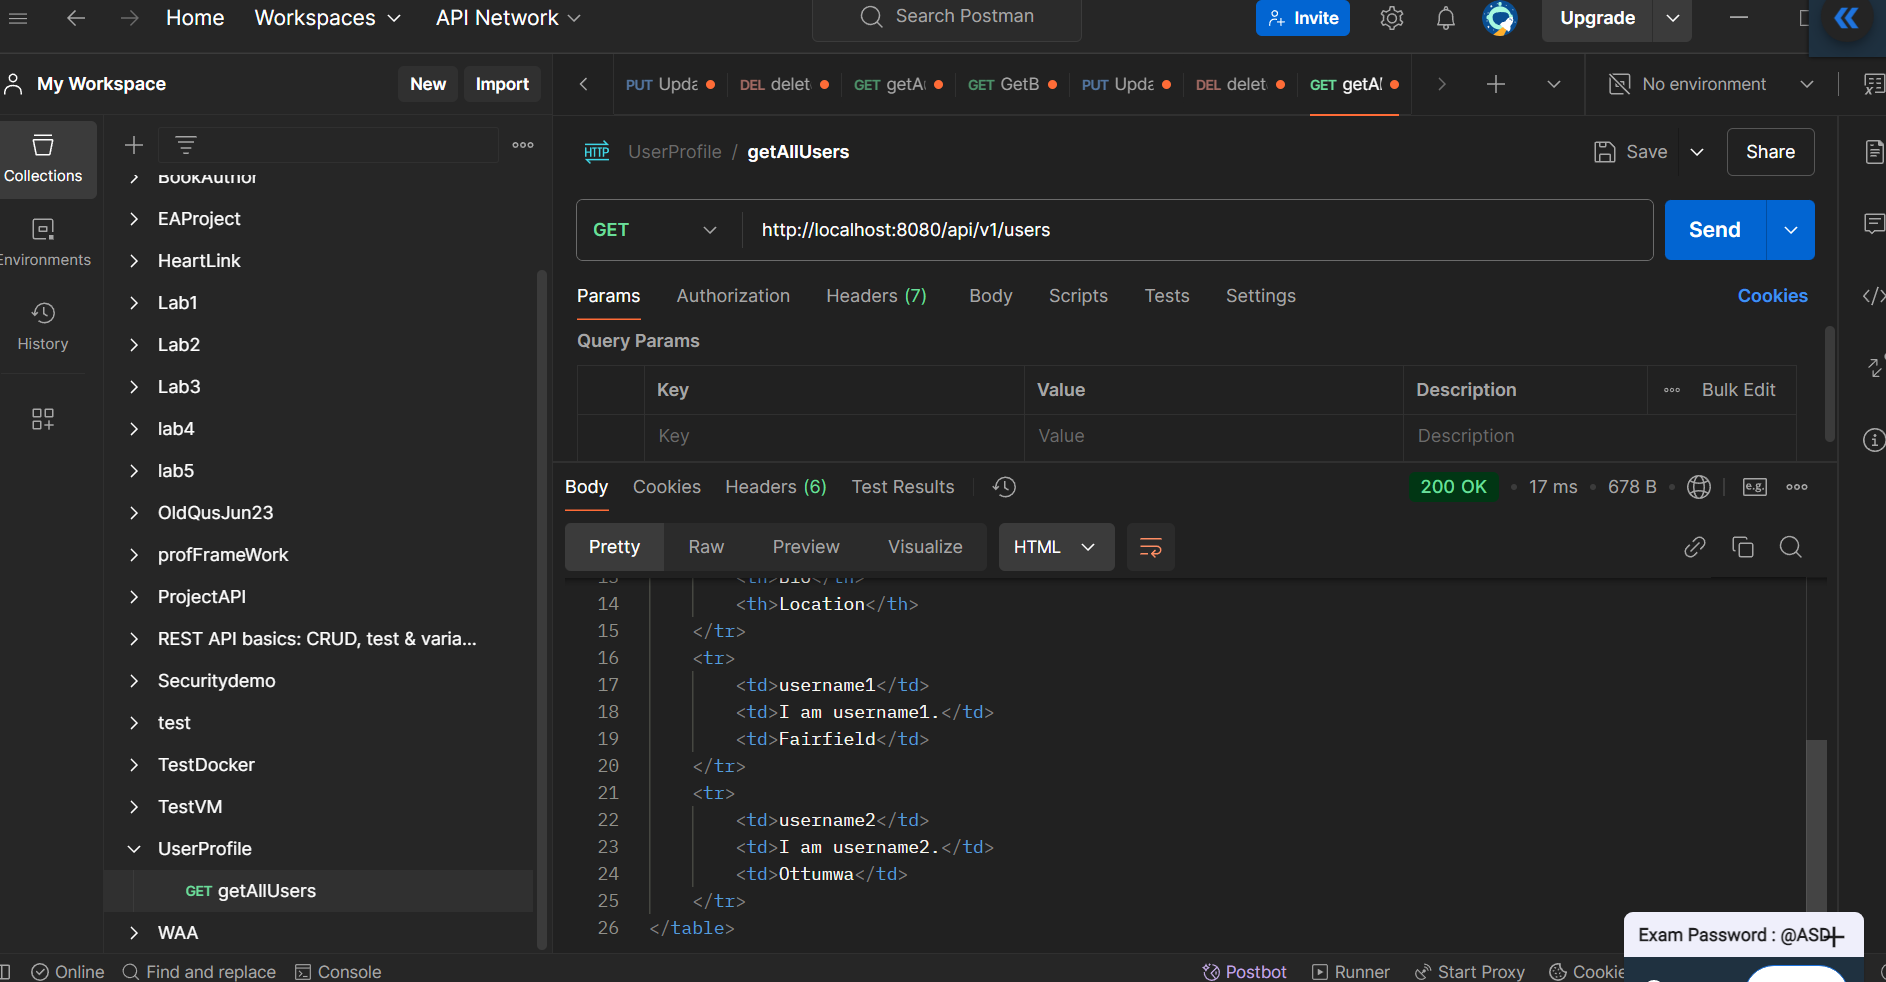 Home Workspaces API Network Search Postman Invite Upgrade
My Workspace New Import
PUT Upda DEL delet GET getA GET GetB PUT Upda DEL delet GET getAl No environment
Collections
Environments
History
BookAuthor
EAProject
HeartLink
Lab1
Lab2
Lab3
lab4
lab5
OldQusJun23
profFrameWork
ProjectAPI
REST API basics: CRUD, test & varia...
Securitydemo
test
TestDocker
TestVM
UserProfile
GET getAllUsers
WAA
HTTP UserProfile / getAllUsers Save Share
GET http://localhost:8080/api/v1/users Send
Params Authorization Headers (7) Body Scripts Tests Settings Cookies
Query Params
Key Value Description Bulk Edit
Key Value Description
Body Cookies Headers (6) Test Results 200 OK 17 ms 678 B e.g.
Pretty Raw Preview Visualize HTML
13 <th>Bio</th>
14 <th>Location</th>
15 </tr>
16 <tr>
17 <td>username1</td>
18 <td>I am username1.</td>
19 <td>Fairfield</td>
20 </tr>
21 <tr>
22 <td>username2</td>
23 <td>I am username2.</td>
24 <td>Ottumwa</td>
25 </tr>
26 </table>
Exam Password : @ASD
Online Find and replace Console Postbot Runner Start Proxy Cookie